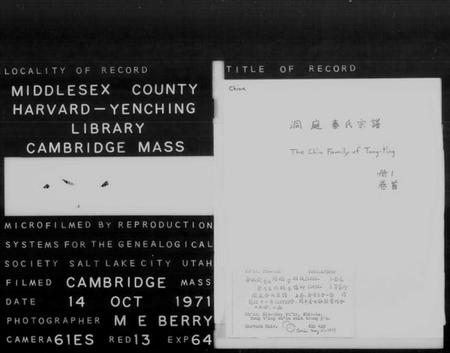 LOCALITY OF RECORD
MIDDLESEX COUNTY
HARVARD-YENCHING
LIBRARY
CAMBRIDGE MASS
MICROFILMED BY REPRODUCTION
SYSTEMS FOR THE GENEALOGICAL
SOCIETY SALT LAKE CITY UTAH
FILMED CAMBRIDGE MASS
DATE 14 OCT 1971
PHOTOGRAPHER M E BERRY
CAMERA 61ES RED 13 EXP 64
TITLE OF RECORD
China
洞庭秦氏宗譜
The Chin Family of Tung-Ting
册1
卷首